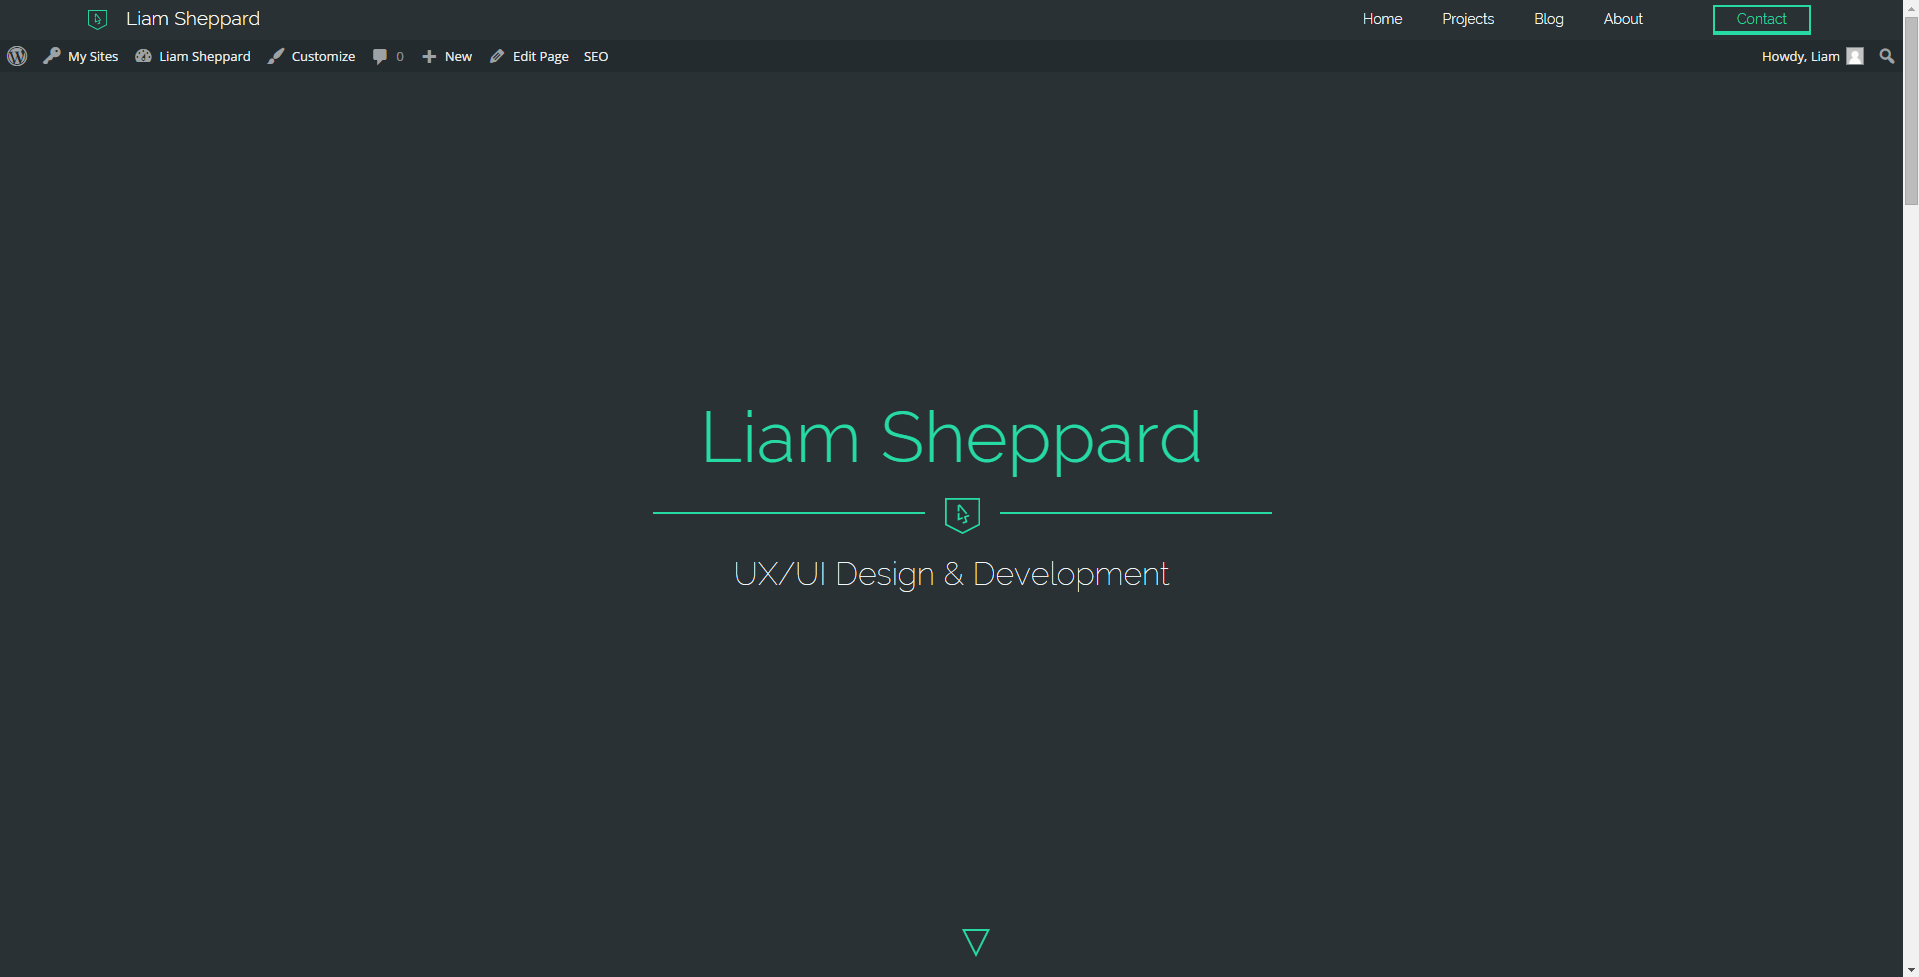 Liam Sheppard Home Projects Blog About Contact
My Sites Liam Sheppard Customize 0 New Edit Page SEO Howdy, Liam
Liam Sheppard
UX/UI Design & Development